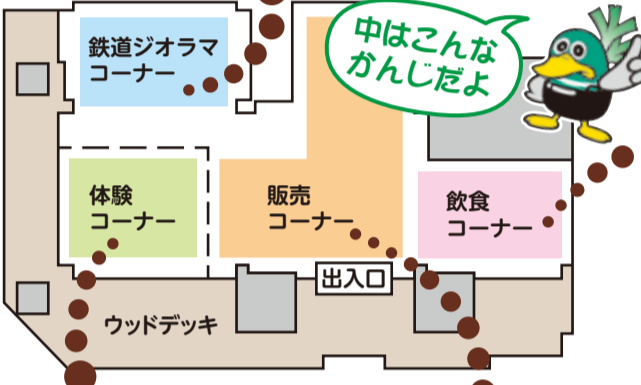 鉄道ジオラマ
コーナー
中はこんな
かんじだよ
体験
コーナー
販売
コーナー
飲食
コーナー
出入口
ウッドデッキ